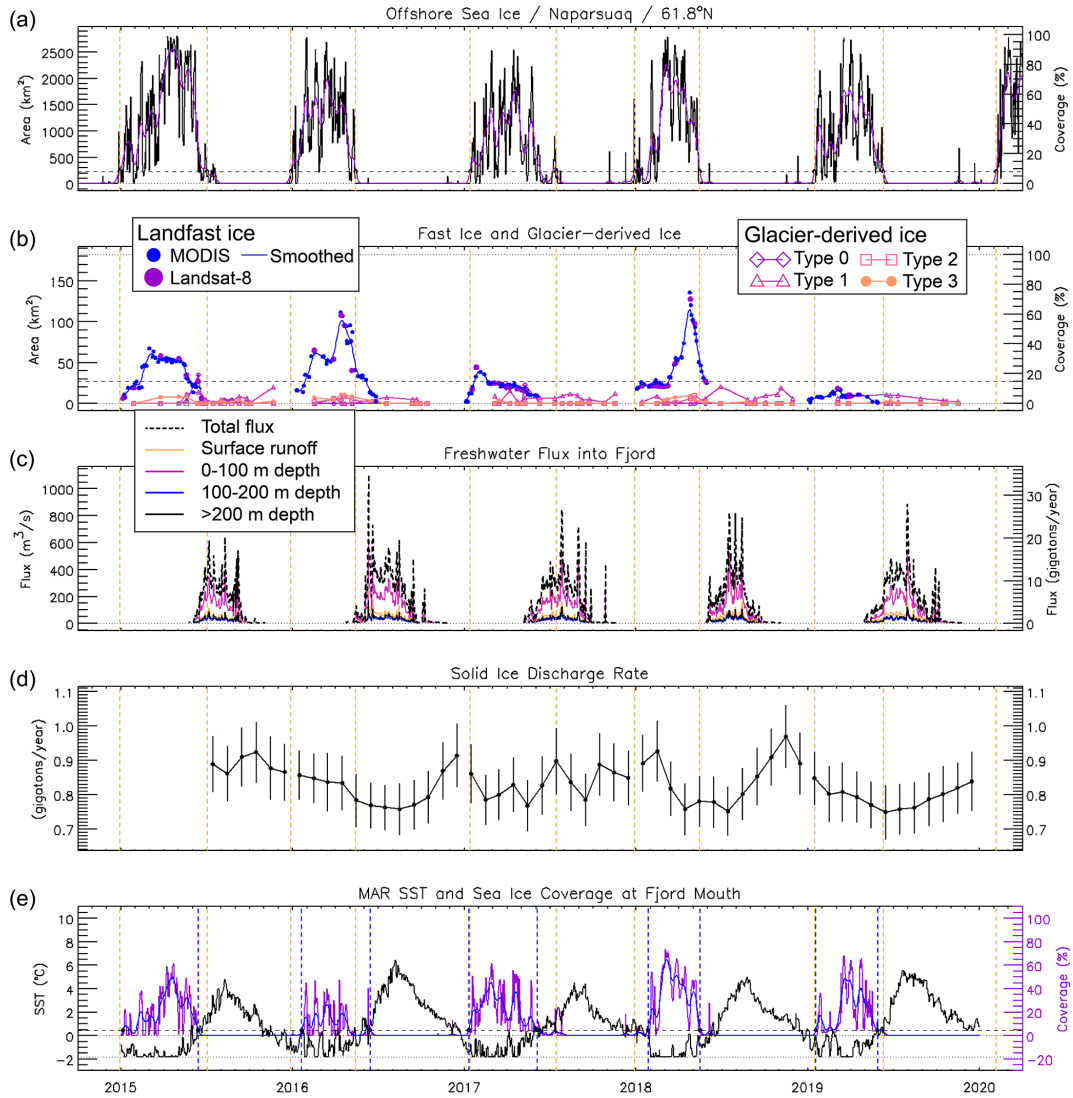 (a)
Offshore Sea Ice / Naparsuaq / 61.8°N
2500
2000
1500
1000
500
0
Area (km²)
100
80
60
40
20
0
Coverage (%)
(b)
Fast Ice and Glacier-derived Ice
Landfast ice
MODIS
Smoothed
Landsat-8
Glacier-derived ice
Type 0
Type 2
Type 1
Type 3
150
100
50
0
Area (km²)
100
80
60
40
20
0
Coverage (%)
Total flux
Surface runoff
0-100 m depth
100-200 m depth
>200 m depth
(c)
Freshwater Flux into Fjord
1000
800
600
400
200
0
Flux (m³/s)
30
20
10
0
Flux (gigatons/year)
(d)
Solid Ice Discharge Rate
1.1
1.0
0.9
0.8
0.7
(gigatons/year)
1.1
1.0
0.9
0.8
0.7
(gigatons/year)
(e)
MAR SST and Sea Ice Coverage at Fjord Mouth
10
8
6
4
2
0
-2
SST (°C)
100
80
60
40
20
0
-20
Coverage (%)
2015
2016
2017
2018
2019
2020